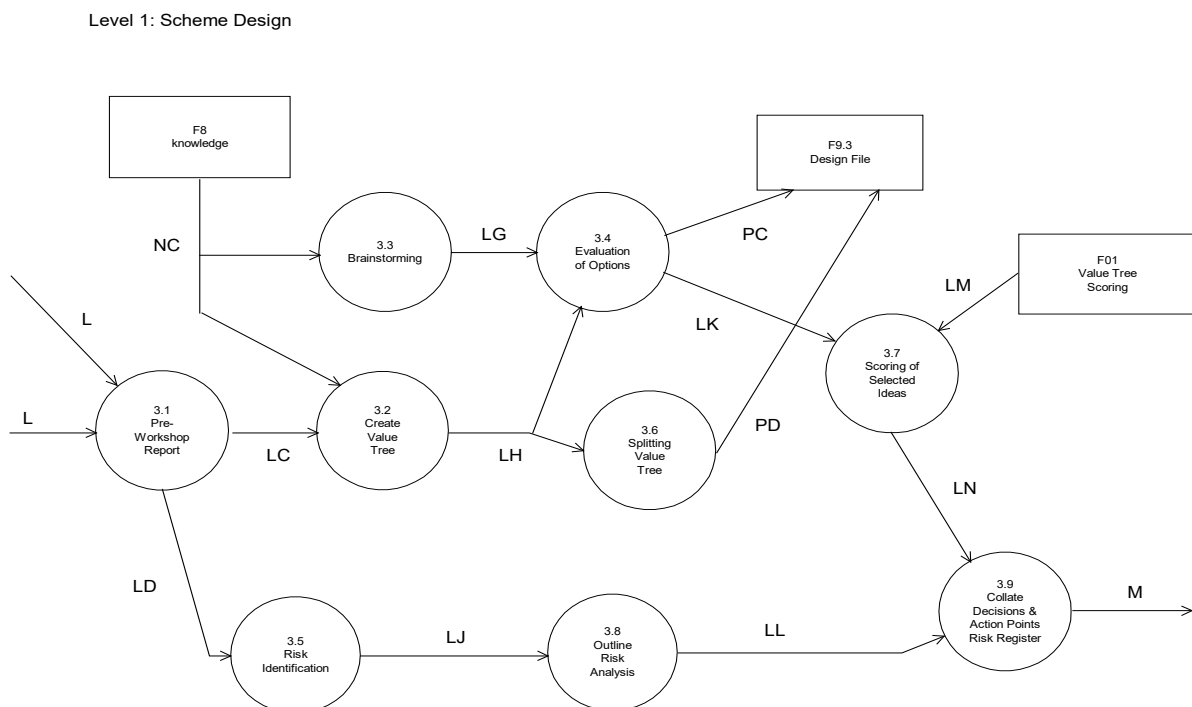 Level 1: Scheme Design
F8
knowledge
F9.3
Design File
NC
3.3
Brainstorming
LG
3.4
Evaluation
of Options
PC
F01
Value Tree
Scoring
LM
L
LK
3.7
Scoring of
Selected
Ideas
L
3.1
Pre-
Workshop
Report
LC
3.2
Create
Value
Tree
LH
3.6
Splitting
Value
Tree
PD
LN
LD
3.5
Risk
Identification
LJ
3.8
Outline
Risk
Analysis
LL
3.9
Collate
Decisions &
Action Points
Risk Register
M